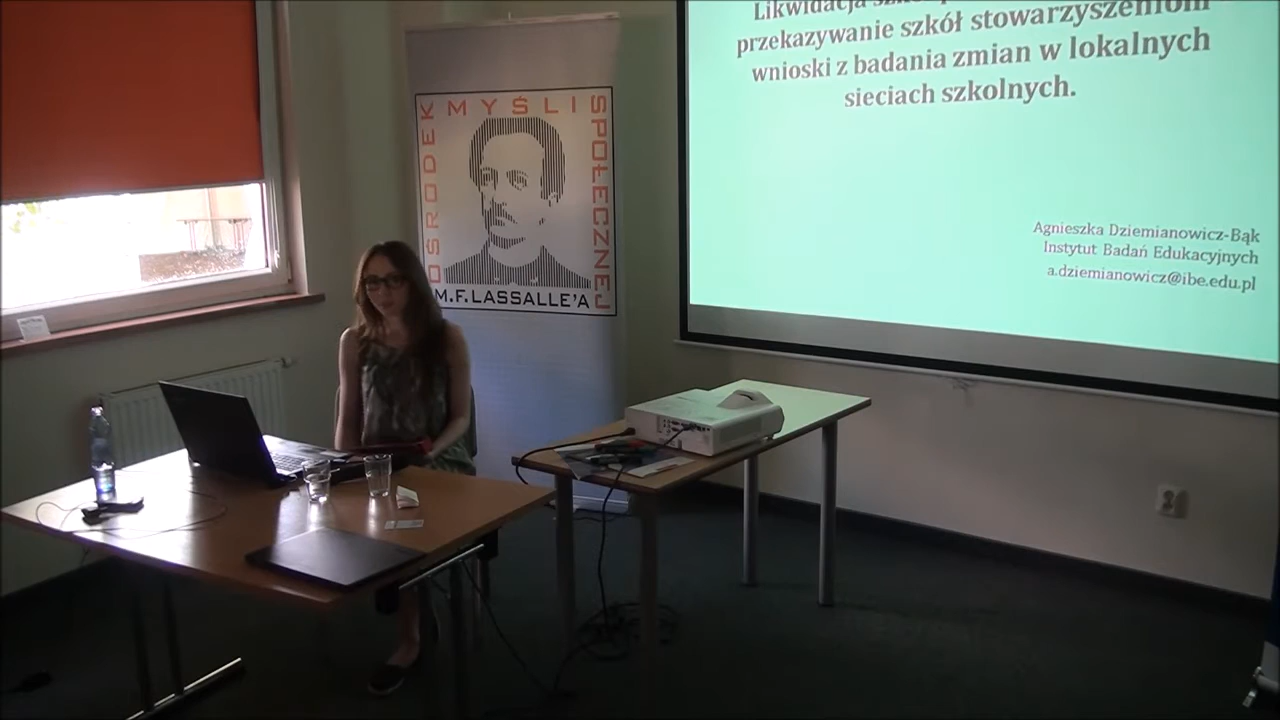 OŚRODEK
MYŚLI
SPOŁECZNEJ
M.F.LASSALLE'A
Likwidacja
przekazywanie szkół stowarzyszeniom
wnioski z badania zmian w lokalnych
sieciach szkolnych.
Agnieszka Dziemianowicz-Bąk
Instytut Badań Edukacyjnych
a.dziemianowicz@ibe.edu.pl